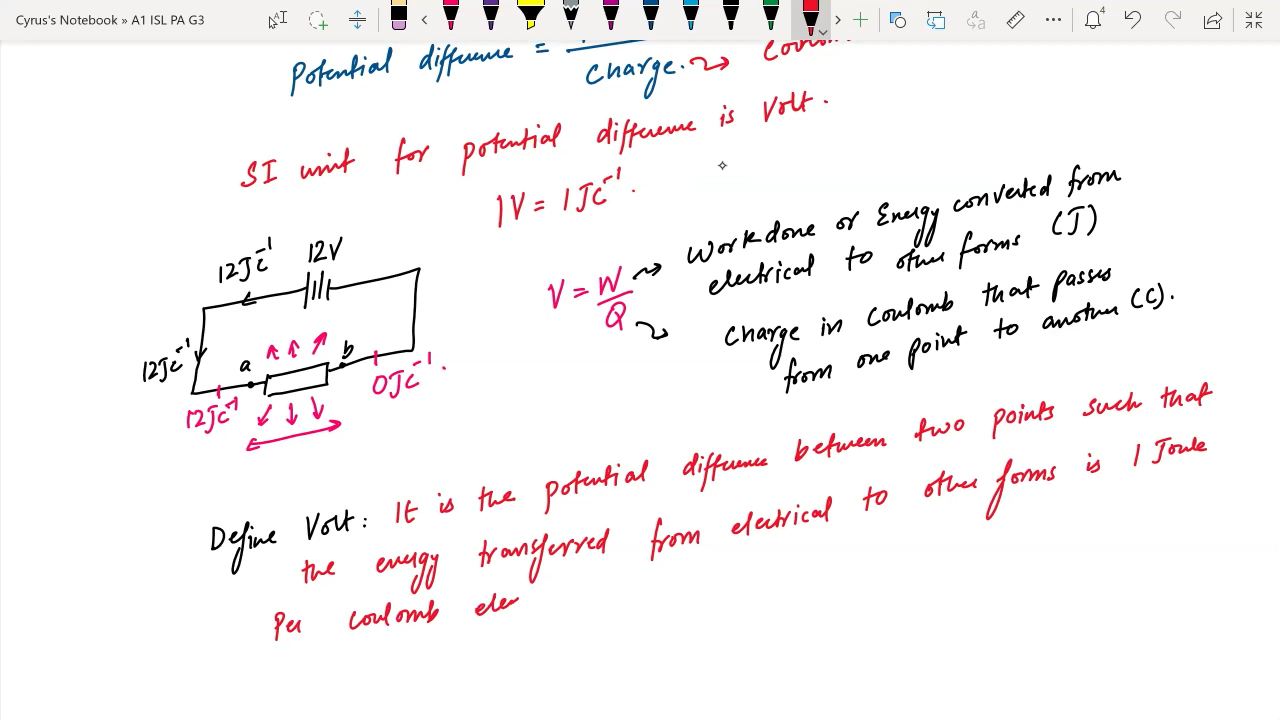 Cyrus's Notebook » A1 ISL PA G3
4
Potential difference =
Charge. → Coulom
SI unit for potential difference is Volt.
1V = 1JC⁻¹.
12JC⁻¹
12V
12JC⁻¹
a
b
12JC⁻¹
0JC⁻¹.
V = W/Q
Workdone or Energy converted from
electrical to other forms (J)
Charge in Coulomb that passes
from one point to another (C).
Define Volt: It is the potential difference between two points such that
the energy transferred from electrical to other forms is 1 Joule
Per coulomb ele